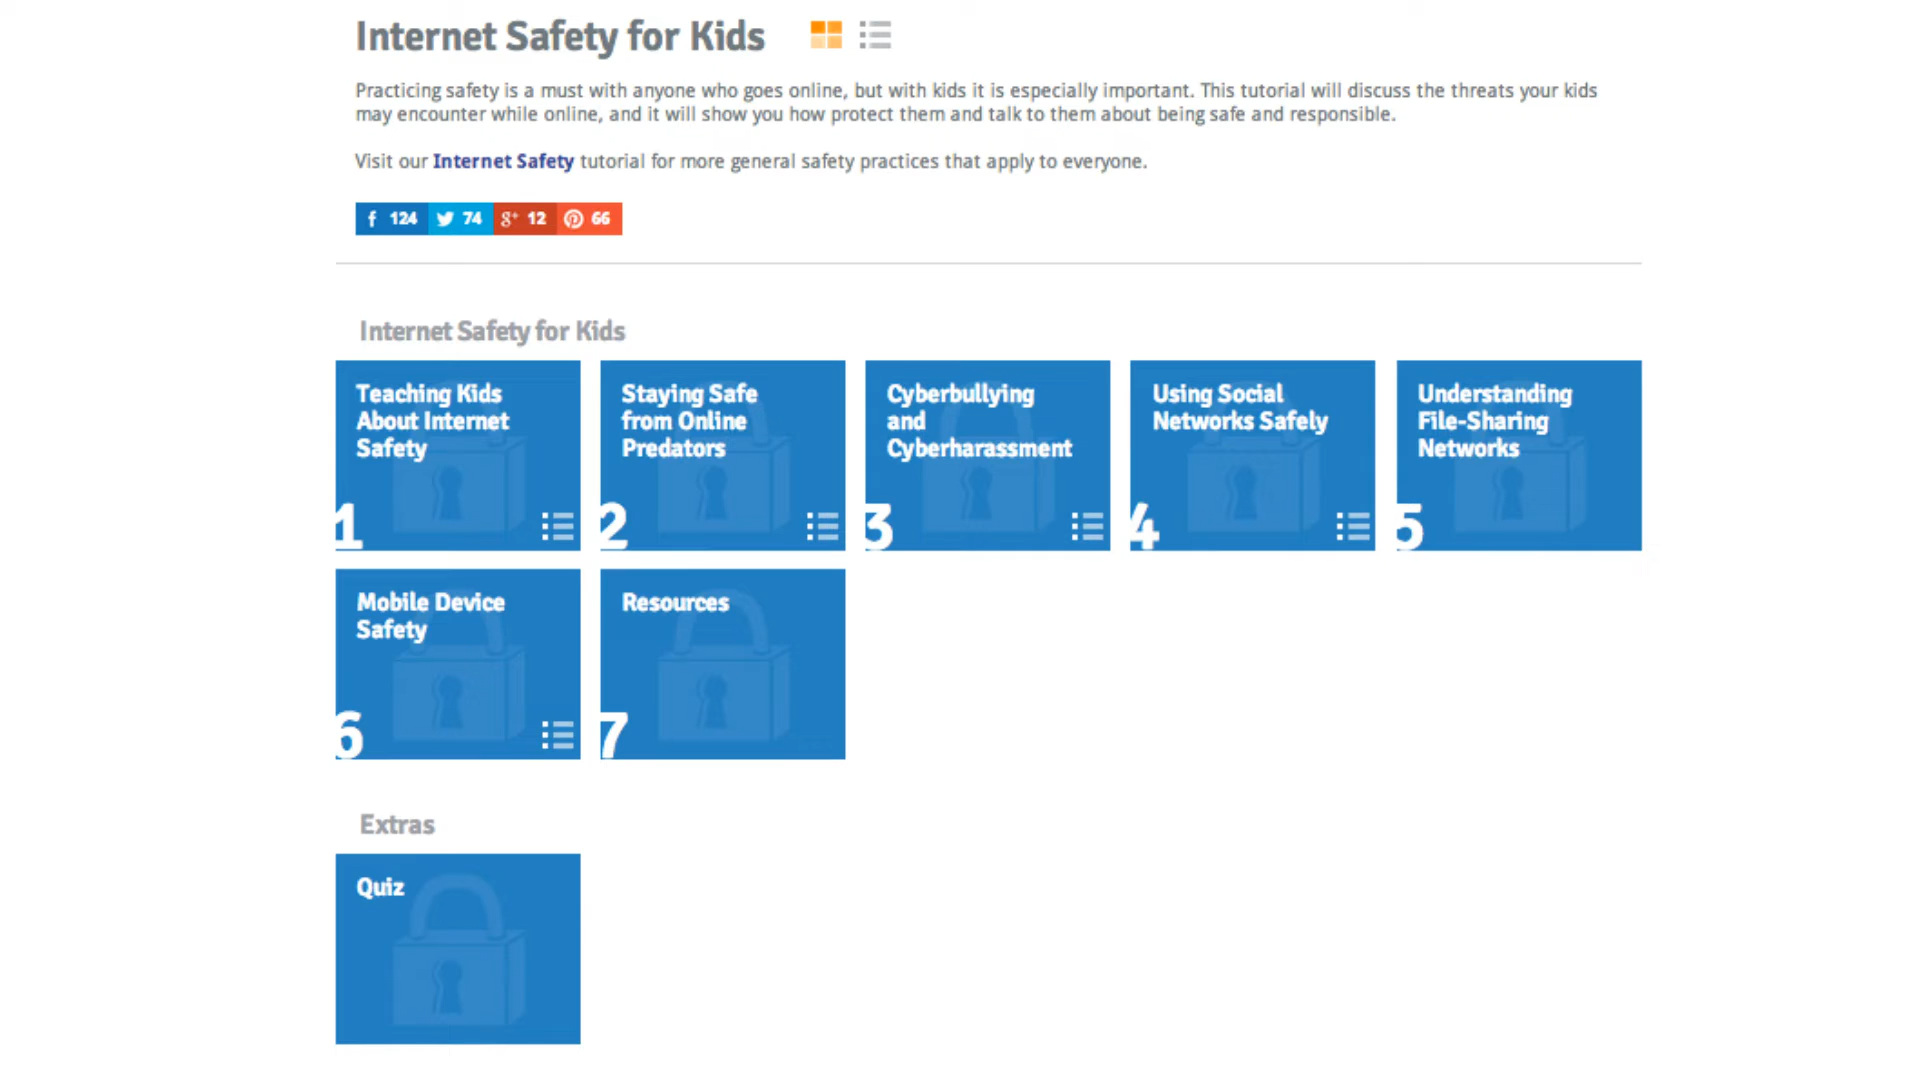 Internet Safety for Kids
Practicing safety is a must with anyone who goes online, but with kids it is especially important. This tutorial will discuss the threats your kids
may encounter while online, and it will show you how protect them and talk to them about being safe and responsible.
Visit our Internet Safety tutorial for more general safety practices that apply to everyone.
f 124 74 g+ 12 66
Internet Safety for Kids
Teaching Kids
About Internet
Safety
1
Staying Safe
from Online
Predators
2
Cyberbullying
and
Cyberharassment
3
Using Social
Networks Safely
4
Understanding
File-Sharing
Networks
5
Mobile Device
Safety
6
Resources
7
Extras
Quiz